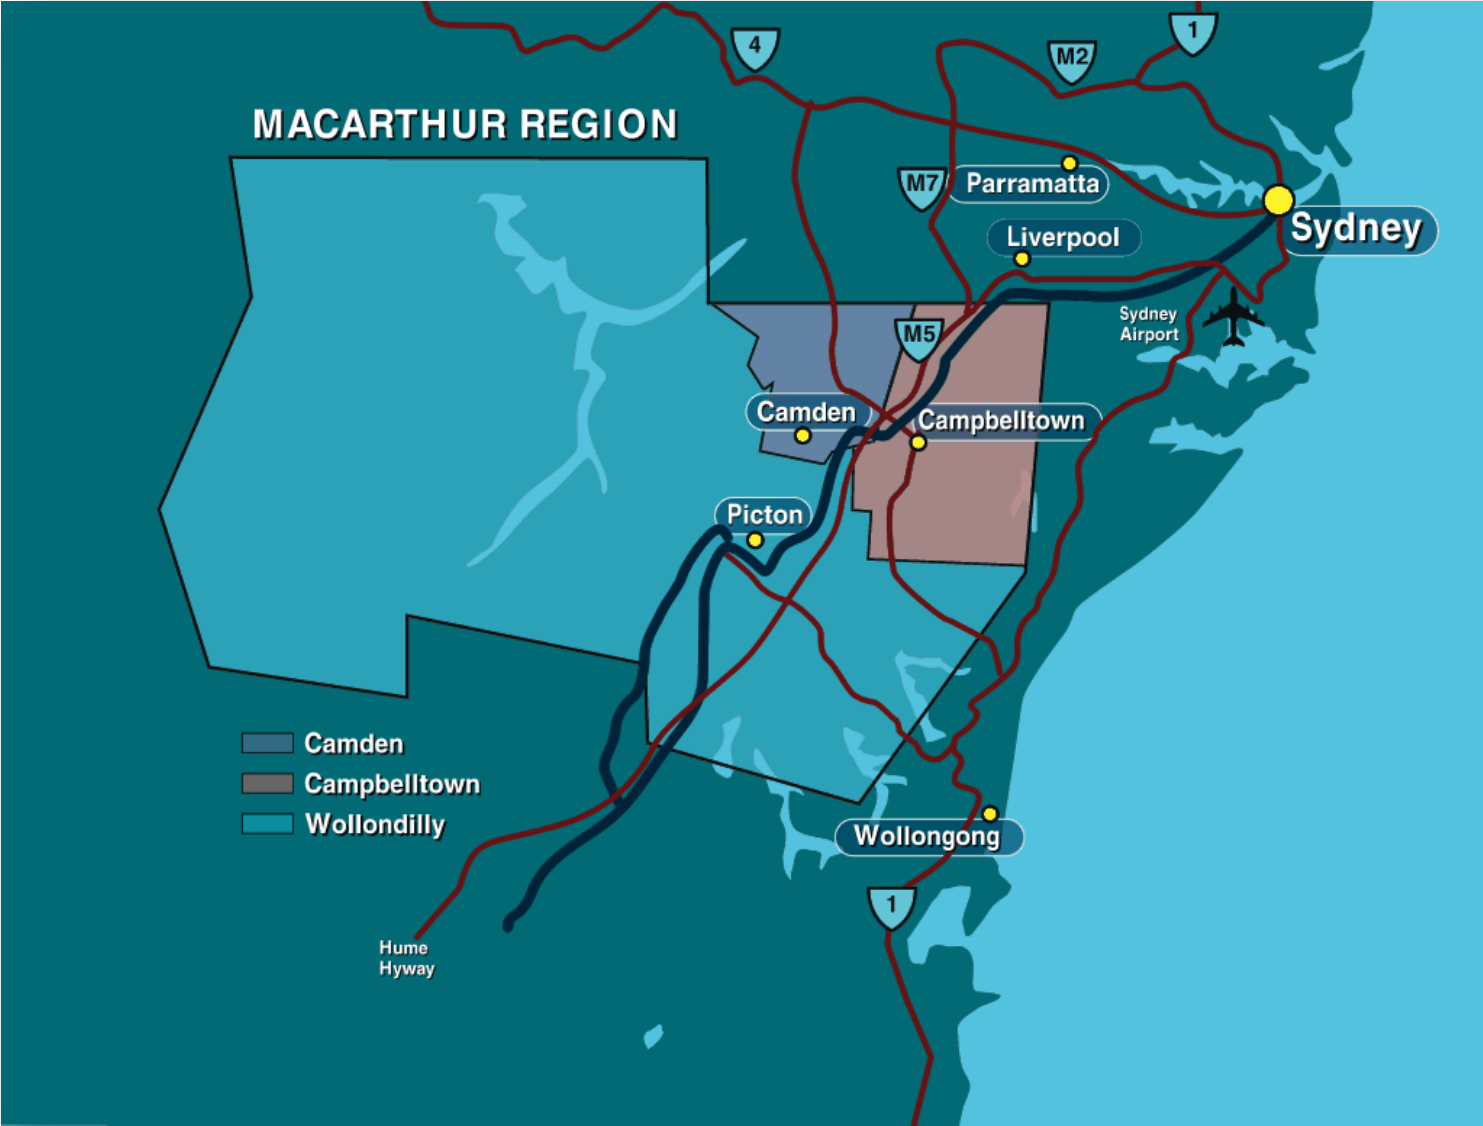 1
4
M2
MACARTHUR REGION
M7
Parramatta
Liverpool
Sydney
Sydney
Airport
M5
Camden
Campbelltown
Picton
Camden
Campbelltown
Wollondilly
Wollongong
1
Hume
Hyway